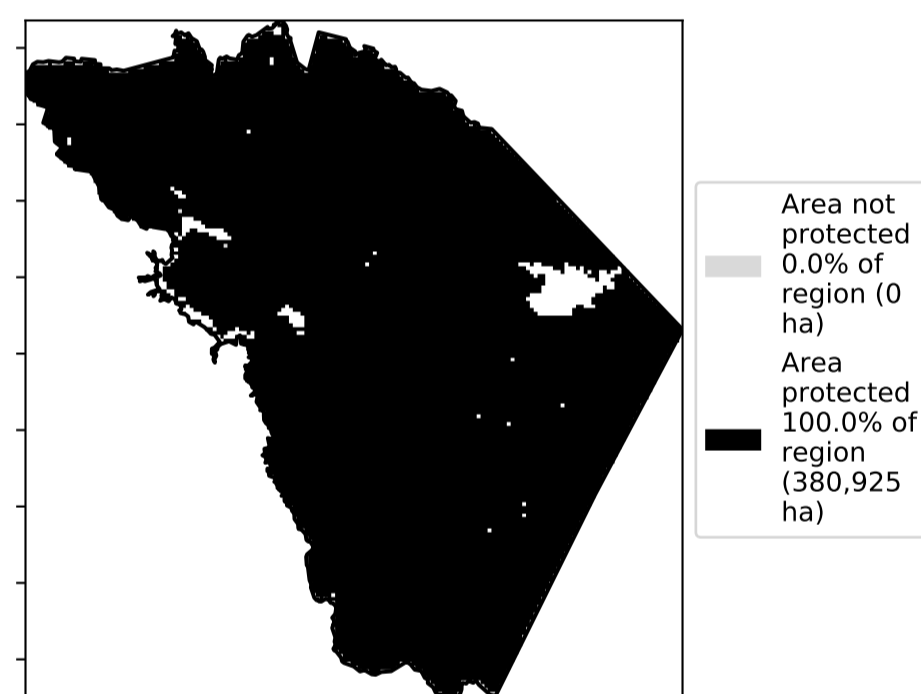 Area not
protected
0.0% of
region (0
ha)
Area
protected
100.0% of
region
(380,925
ha)